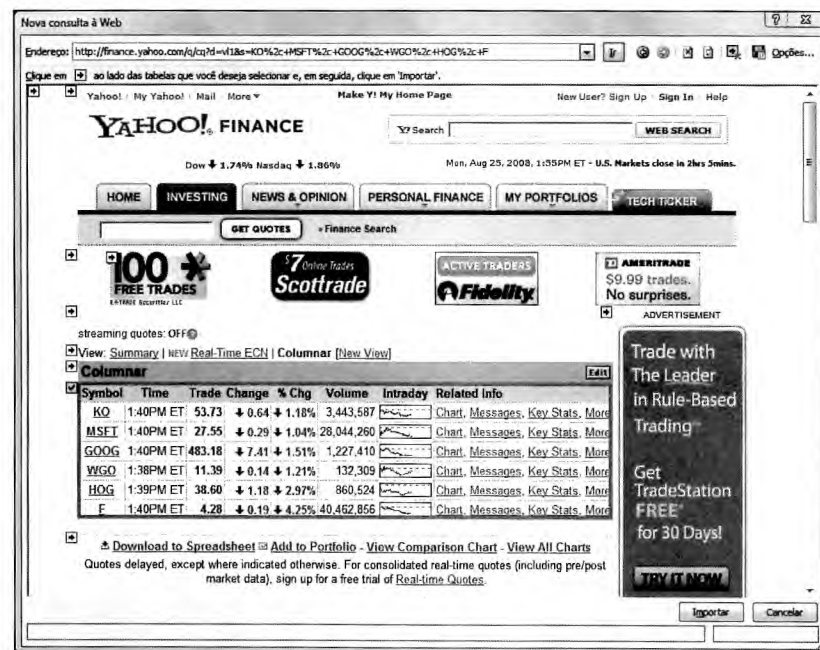 Nova consulta à Web
Endereço: http://finance.yahoo.com/q/cq?d=vl1&s=KO%2c+MSFT%2c+GOOG%2c+WGO%2c+HOG%2c+F Ir Opções...
Clique em ao lado das tabelas que você deseja selecionar e, em seguida, clique em 'Importar'.
Yahoo! My Yahoo! Mail More Make Y! My Home Page New User? Sign Up Sign In Help
YAHOO! FINANCE Y! Search WEB SEARCH
Dow 1.74% Nasdaq 1.86% Mon, Aug 25, 2008, 1:55PM ET - U.S. Markets close in 2hrs 5mins.
HOME INVESTING NEWS & OPINION PERSONAL FINANCE MY PORTFOLIOS TECH TICKER
GET QUOTES » Finance Search
100 FREE TRADES
E*TRADE Securities LLC
$7 Online Trades
Scottrade
ACTIVE TRADERS
Fidelity
AMERITRADE
$9.99 trades.
No surprises.
ADVERTISEMENT
streaming quotes: OFF
View: Summary | NEW Real-Time ECN | Columnar [New View]
Columnar Edit
Symbol Time Trade Change % Chg Volume Intraday Related Info
KO 1:40PM ET 53.73 0.64 1.18% 3,443,587 Chart, Messages, Key Stats, More
MSFT 1:40PM ET 27.55 0.29 1.04% 28,044,260 Chart, Messages, Key Stats, More
GOOG 1:40PM ET 483.18 7.41 1.51% 1,227,410 Chart, Messages, Key Stats, More
WGO 1:38PM ET 11.39 0.14 1.21% 132,309 Chart, Messages, Key Stats, More
HOG 1:39PM ET 38.60 1.18 2.97% 860,524 Chart, Messages, Key Stats, More
F 1:40PM ET 4.28 0.19 4.25% 40,462,856 Chart, Messages, Key Stats, More
Download to Spreadsheet Add to Portfolio - View Comparison Chart - View All Charts
Quotes delayed, except where indicated otherwise. For consolidated real-time quotes (including pre/post
market data), sign up for a free trial of Real-time Quotes.
Trade with
The Leader
in Rule-Based
Trading
Get
TradeStation
FREE*
for 30 Days!
TRY IT NOW
Importar Cancelar